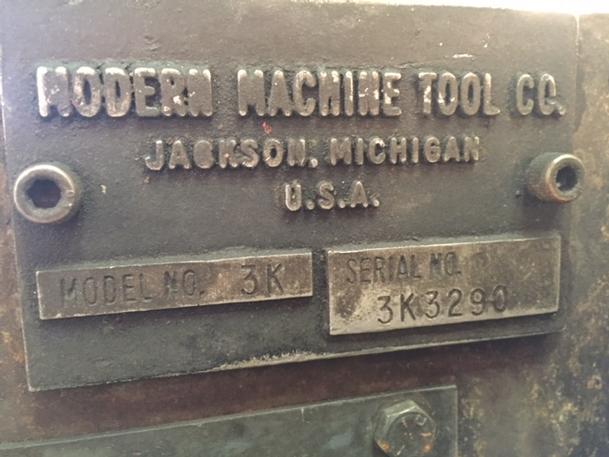 MODERN MACHINE TOOL CO.
JACKSON, MICHIGAN
U.S.A.
MODEL NO. 3K
SERIAL NO.
3K3290